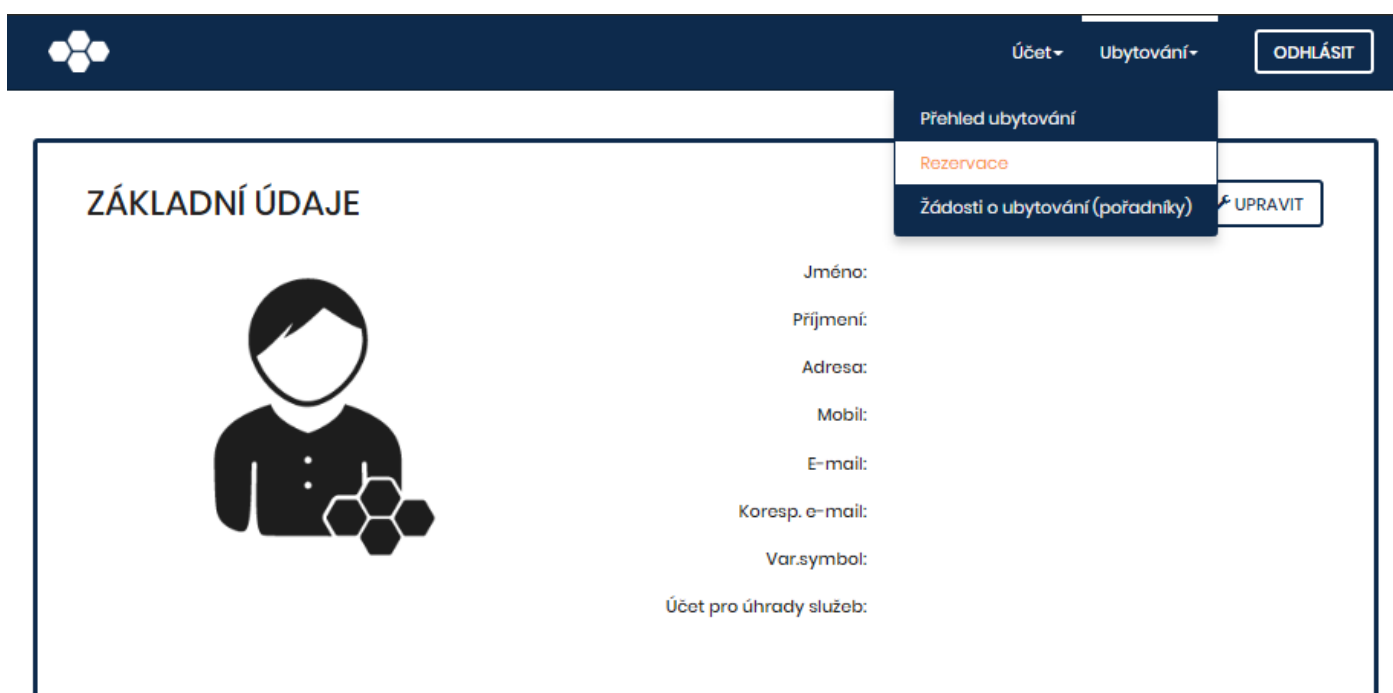 Účet
Ubytování
ODHLÁSIT
Přehled ubytování
Rezervace
Žádosti o ubytování (pořadníky)
ZÁKLADNÍ ÚDAJE
UPRAVIT
Jméno:
Příjmení:
Adresa:
Mobil:
E-mail:
Koresp. e-mail:
Var.symbol:
Účet pro úhrady služeb: